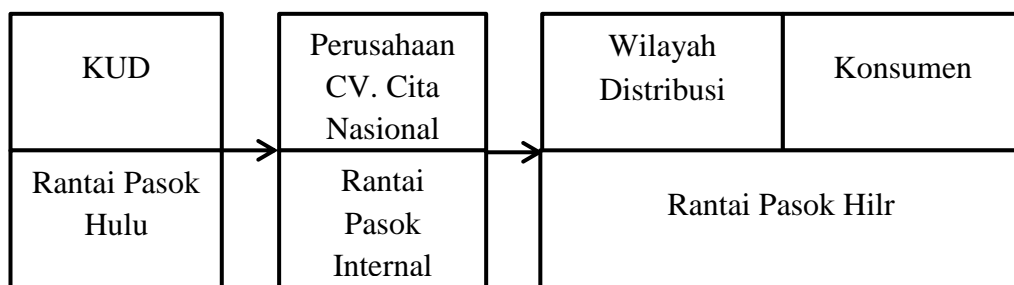 KUD
Rantai Pasok
Hulu
Perusahaan
CV. Cita
Nasional
Rantai
Pasok
Internal
Wilayah
Distribusi
Konsumen
Rantai Pasok Hilr